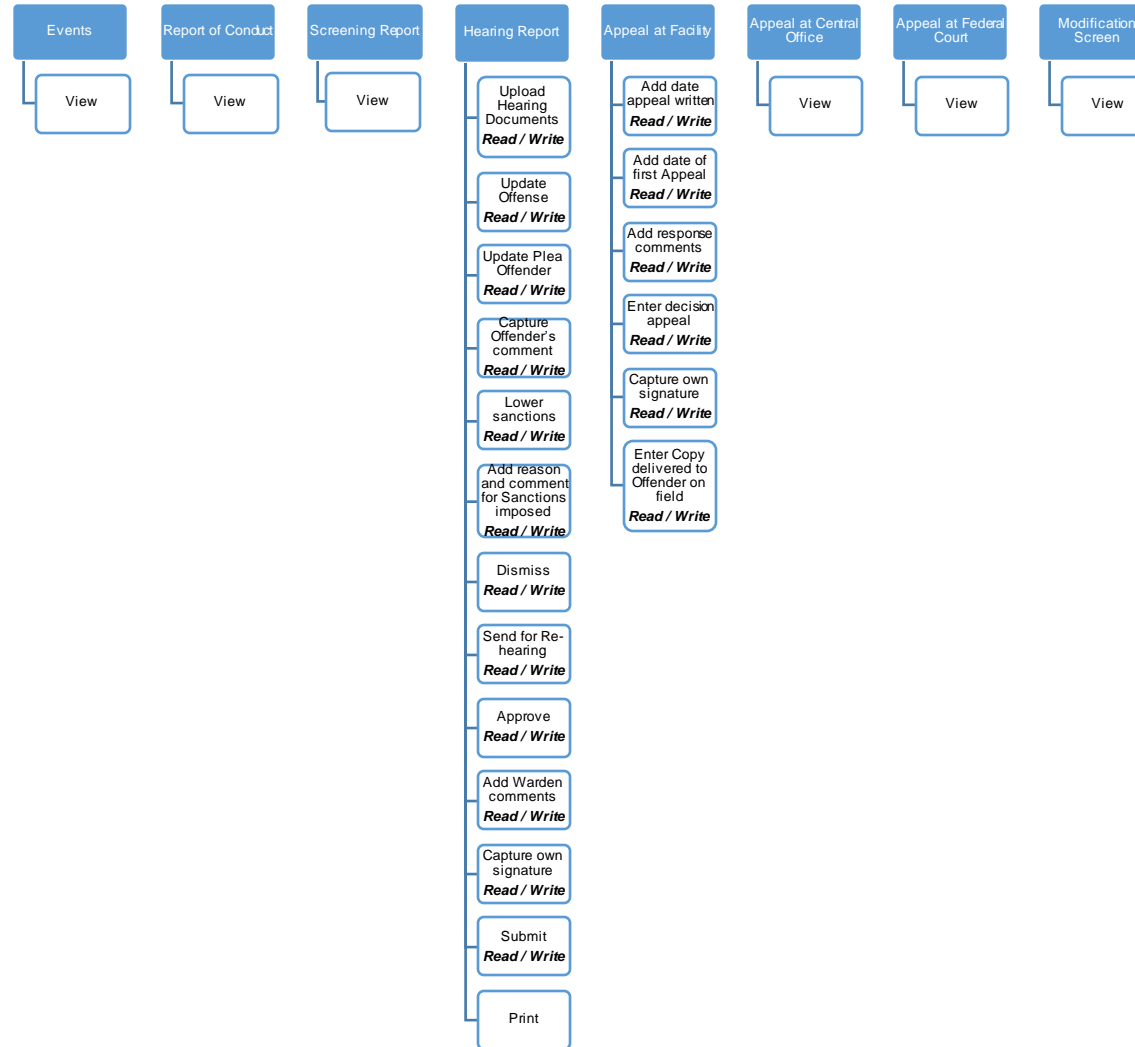 Events
View
Report of Conduct
View
Screening Report
View
Hearing Report
Upload
Hearing
Documents
Read / Write
Update
Offense
Read / Write
Update Plea
Offender
Read / Write
Capture
Offender's
comment
Read / Write
Lower
sanctions
Read / Write
Add reason
and comment
for Sanctions
imposed
Read / Write
Dismiss
Read / Write
Send for Re-
hearing
Read / Write
Approve
Read / Write
Add Warden
comments
Read / Write
Capture own
signature
Read / Write
Submit
Read / Write
Print
Appeal at Facility
Add date
appeal written
Read / Write
Add date of
first Appeal
Read / Write
Add response
comments
Read / Write
Enter decision
appeal
Read / Write
Capture own
signature
Read / Write
Enter Copy
delivered to
Offender on
field
Read / Write
Appeal at Central
Office
View
Appeal at Federal
Court
View
Modification
Screen
View